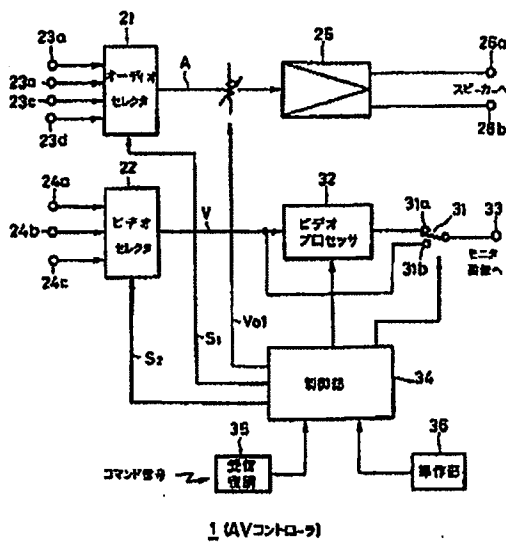 21
23a
オーディオ
セレクタ
23a
23c
23d
A
25
26a
スピーカーへ
26b
22
24a
ビデオ
セレクタ
24b
24c
V
32
ビデオ
プロセッサ
31a
31
33
31b
モニタ
S2
S1
Vol
制御部
34
35
受信
復調
コマンド信号
36
操作部
1 (AVコントローラ)